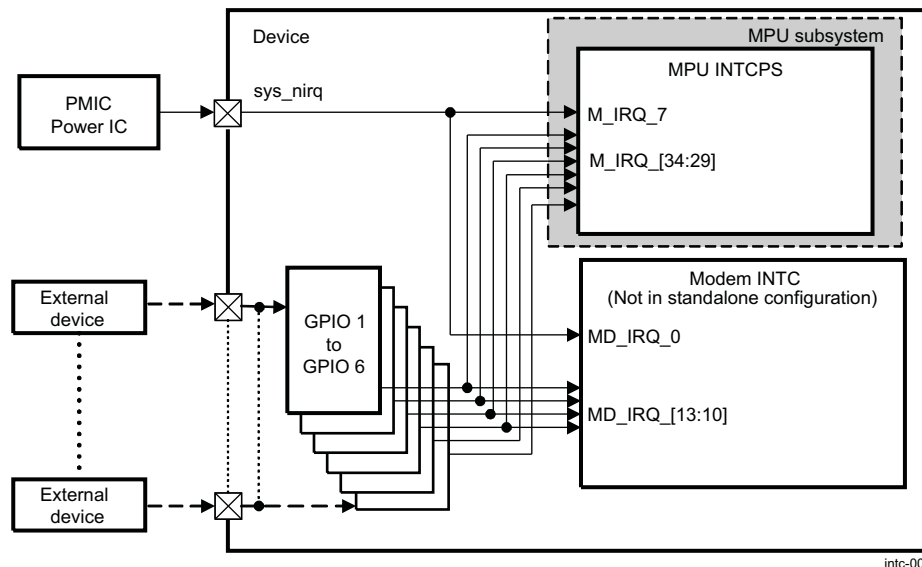 Device
MPU subsystem
MPU INTCPS
PMIC
Power IC
sys_nirq
M_IRQ_7
M_IRQ_[34:29]
External
device
GPIO 1
to
GPIO 6
Modem INTC
(Not in standalone configuration)
MD_IRQ_0
MD_IRQ_[13:10]
External
device